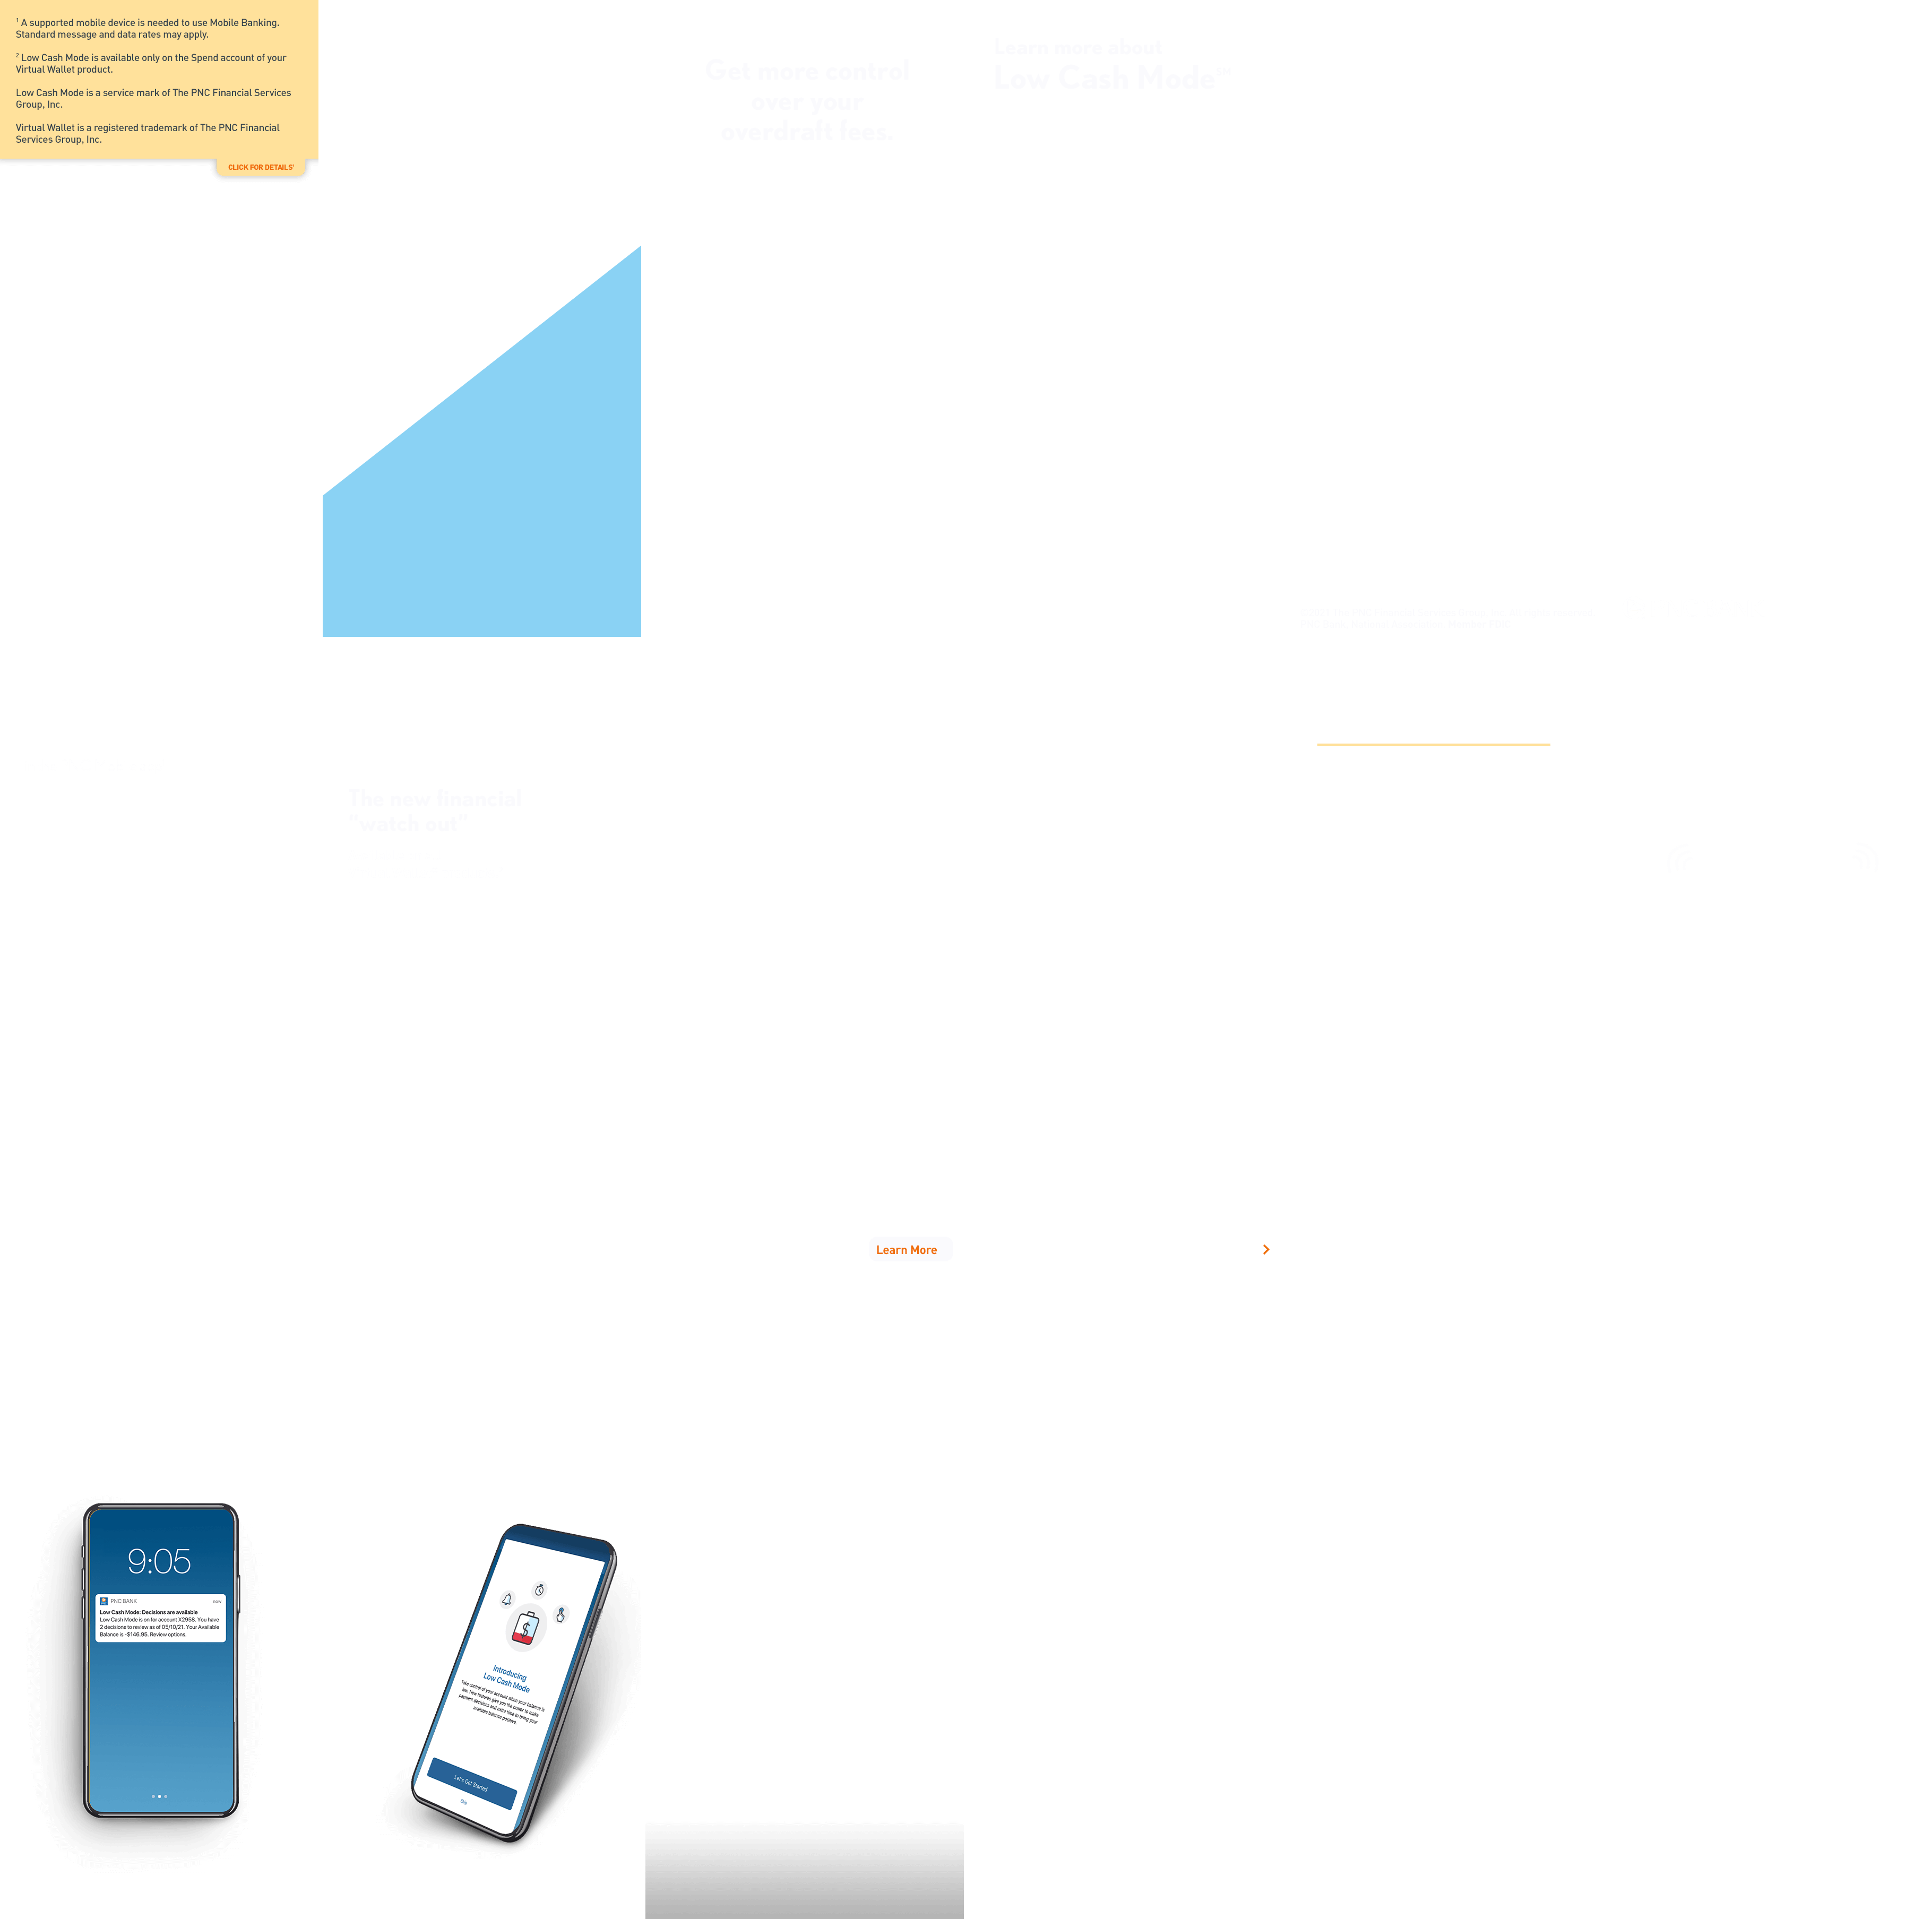 ¹ A supported mobile device is needed to use Mobile Banking.
Standard message and data rates may apply.
² Low Cash Mode is available only on the Spend account of your
Virtual Wallet product.
Low Cash Mode is a service mark of The PNC Financial Services
Group, Inc.
Virtual Wallet is a registered trademark of The PNC Financial
Services Group, Inc.
CLICK FOR DETAILS¹
Get more control
over your
overdraft fees.
Learn more about
Low Cash Mode℠
The new financial
"watch out"
Learn More
9:05
PNC BANK now
Low Cash Mode: Decisions are available
Low Cash Mode is on for account X2958. You have
2 decisions to review as of 05/10/21. Your Available
Balance is -$146.95. Review options.
Introducing
Low Cash Mode
Take control of your account when your balance is
low. New features give you the power to make
payment decisions and extra time to bring your
available balance positive.
Let's Get Started
Skip